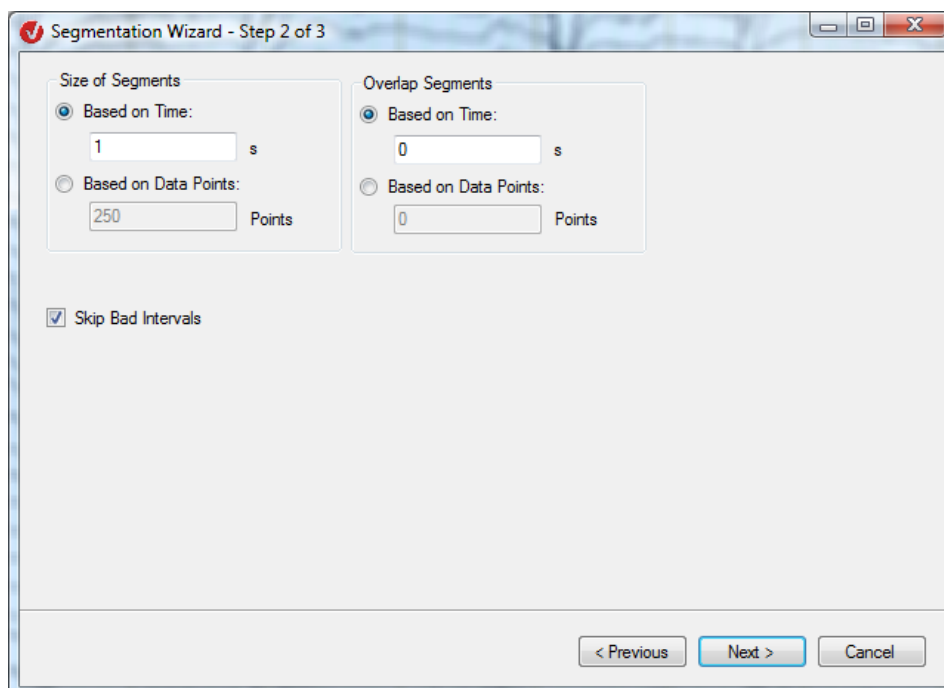 Segmentation Wizard - Step 2 of 3
Size of Segments
Based on Time:
1 s
Based on Data Points:
250 Points
Overlap Segments
Based on Time:
0 s
Based on Data Points:
0 Points
Skip Bad Intervals
< Previous Next > Cancel